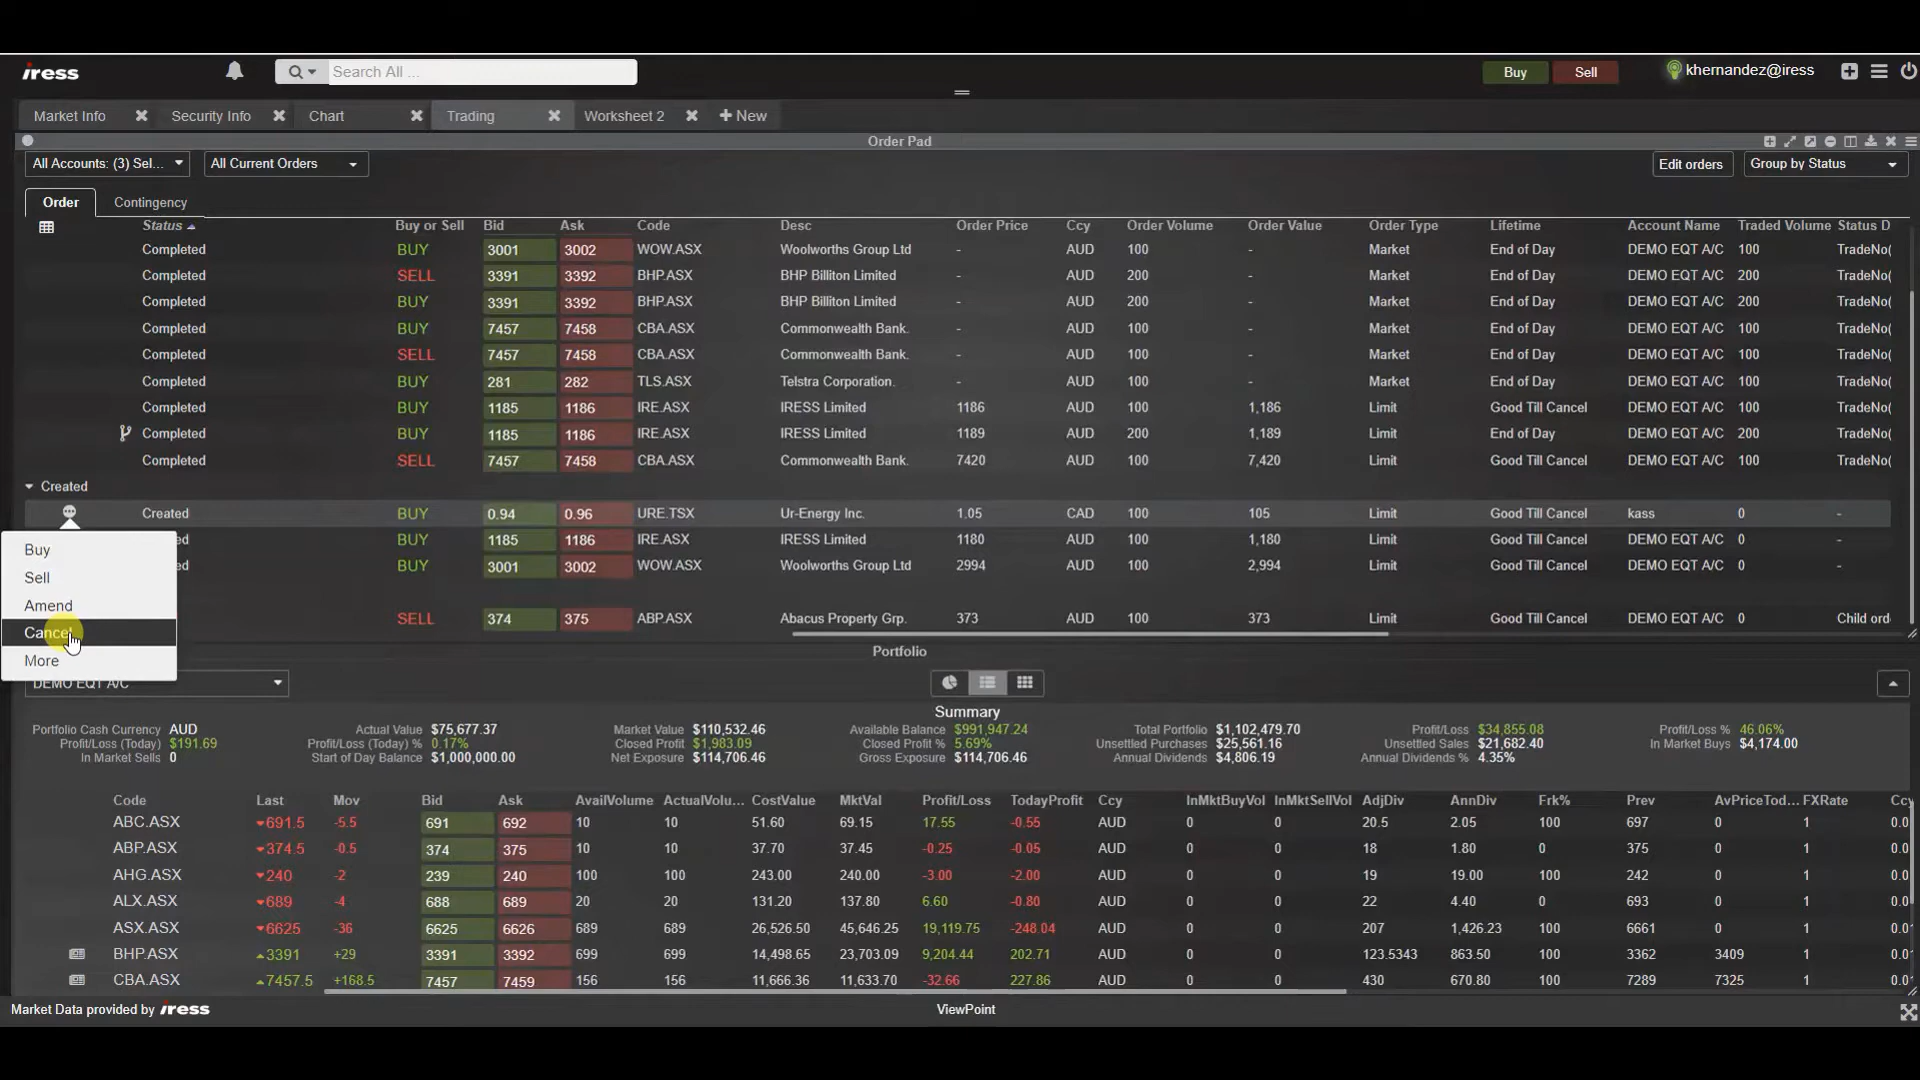 iress Search All ... Buy Sell khernandez@iress
Market Info Security Info Chart Trading Worksheet 2 New
Order Pad
All Accounts: (3) Sel... All Current Orders Edit orders Group by Status
Order Contingency
Status Buy or Sell Bid Ask Code Desc Order Price Ccy Order Volume Order Value Order Type Lifetime Account Name Traded Volume Status D
Completed BUY 3001 3002 WOW.ASX Woolworths Group Ltd - AUD 100 - Market End of Day DEMO EQT A/C 100 TradeNo(
Completed SELL 3391 3392 BHP.ASX BHP Billiton Limited - AUD 200 - Market End of Day DEMO EQT A/C 200 TradeNo(
Completed BUY 3391 3392 BHP.ASX BHP Billiton Limited - AUD 200 - Market End of Day DEMO EQT A/C 200 TradeNo(
Completed BUY 7457 7458 CBA.ASX Commonwealth Bank. - AUD 100 - Market End of Day DEMO EQT A/C 100 TradeNo(
Completed SELL 7457 7458 CBA.ASX Commonwealth Bank. - AUD 100 - Market End of Day DEMO EQT A/C 100 TradeNo(
Completed BUY 281 282 TLS.ASX Telstra Corporation. - AUD 100 - Market End of Day DEMO EQT A/C 100 TradeNo(
Completed BUY 1185 1186 IRE.ASX IRESS Limited 1186 AUD 100 1,186 Limit Good Till Cancel DEMO EQT A/C 100 TradeNo(
Completed BUY 1185 1186 IRE.ASX IRESS Limited 1189 AUD 200 1,189 Limit End of Day DEMO EQT A/C 200 TradeNo(
Completed SELL 7457 7458 CBA.ASX Commonwealth Bank. 7420 AUD 100 7,420 Limit Good Till Cancel DEMO EQT A/C 100 TradeNo(
Created
Created BUY 0.94 0.96 URE.TSX Ur-Energy Inc. 1.05 CAD 100 105 Limit Good Till Cancel kass 0 -
ed BUY 1185 1186 IRE.ASX IRESS Limited 1180 AUD 100 1,180 Limit Good Till Cancel DEMO EQT A/C 0 -
ed BUY 3001 3002 WOW.ASX Woolworths Group Ltd 2994 AUD 100 2,994 Limit Good Till Cancel DEMO EQT A/C 0 -
SELL 374 375 ABP.ASX Abacus Property Grp. 373 AUD 100 373 Limit Good Till Cancel DEMO EQT A/C 0 Child ord
Buy
Sell
Amend
Cancel
More
Portfolio
DEMO EQT A/C
Summary
Portfolio Cash Currency AUD Actual Value $75,677.37 Market Value $110,532.46 Available Balance $991,947.24 Total Portfolio $1,102,479.70 Profit/Loss $34,855.08 Profit/Loss % 46.06%
Profit/Loss (Today) $191.69 Profit/Loss (Today) % 0.17% Closed Profit $1,983.09 Closed Profit % 5.69% Unsettled Purchases $25,561.16 Unsettled Sales $21,682.40 In Market Buys $4,174.00
In Market Sells 0 Start of Day Balance $1,000,000.00 Net Exposure $114,706.46 Gross Exposure $114,706.46 Annual Dividends $4,806.19 Annual Dividends % 4.35%
Code Last Mov Bid Ask AvailVolume ActualVolu... CostValue MktVal Profit/Loss TodayProfit Ccy InMktBuyVol InMktSellVol AdjDiv AnnDiv Frk% Prev AvPriceTod... FXRate Ccy
ABC.ASX 691.5 -5.5 691 692 10 10 51.60 69.15 17.55 -0.55 AUD 0 0 20.5 2.05 100 697 0 1 0.0
ABP.ASX 374.5 -0.5 374 375 10 10 37.70 37.45 -0.25 -0.05 AUD 0 0 18 1.80 0 375 0 1 0.0
AHG.ASX 240 -2 239 240 100 100 243.00 240.00 -3.00 -2.00 AUD 0 0 19 19.00 100 242 0 1 0.0
ALX.ASX 689 -4 688 689 20 20 131.20 137.80 6.60 -0.80 AUD 0 0 22 4.40 0 693 0 1 0.0
ASX.ASX 6625 -36 6625 6626 689 689 26,526.50 45,646.25 19,119.75 -248.04 AUD 0 0 207 1,426.23 100 6661 0 1 0.0
BHP.ASX 3391 +29 3391 3392 699 699 14,498.65 23,703.09 9,204.44 202.71 AUD 0 0 123.5343 863.50 100 3362 3409 1 0.0
CBA.ASX 7457.5 +168.5 7457 7459 156 156 11,666.36 11,633.70 -32.66 227.86 AUD 0 0 430 670.80 100 7289 7325 1 0.0
Market Data provided by iress ViewPoint